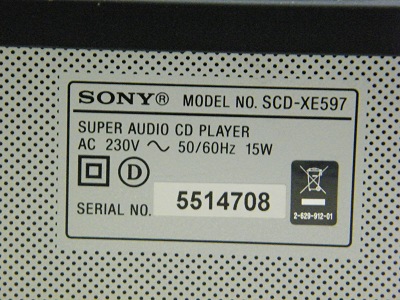 SONY® MODEL NO. SCD-XE597
SUPER AUDIO CD PLAYER
AC 230V ~ 50/60Hz 15W
D
SERIAL NO. 5514708
2-629-912-01